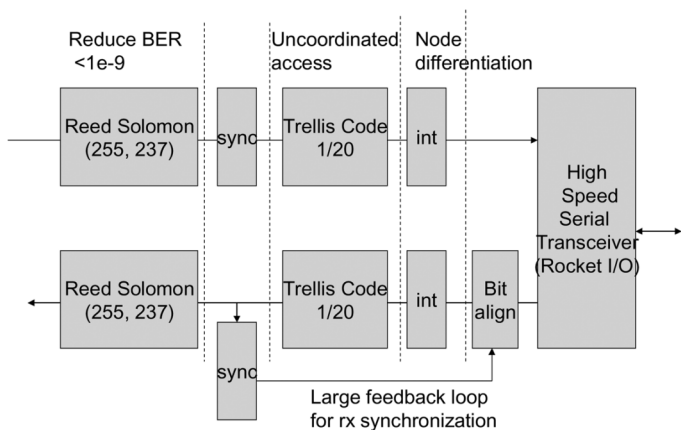 Reduce BER
<1e-9
Uncoordinated
access
Node
differentiation
Reed Solomon
(255, 237)
sync
Trellis Code
1/20
int
High
Speed
Serial
Transceiver
(Rocket I/O)
Reed Solomon
(255, 237)
sync
Trellis Code
1/20
int
Bit
align
Large feedback loop
for rx synchronization